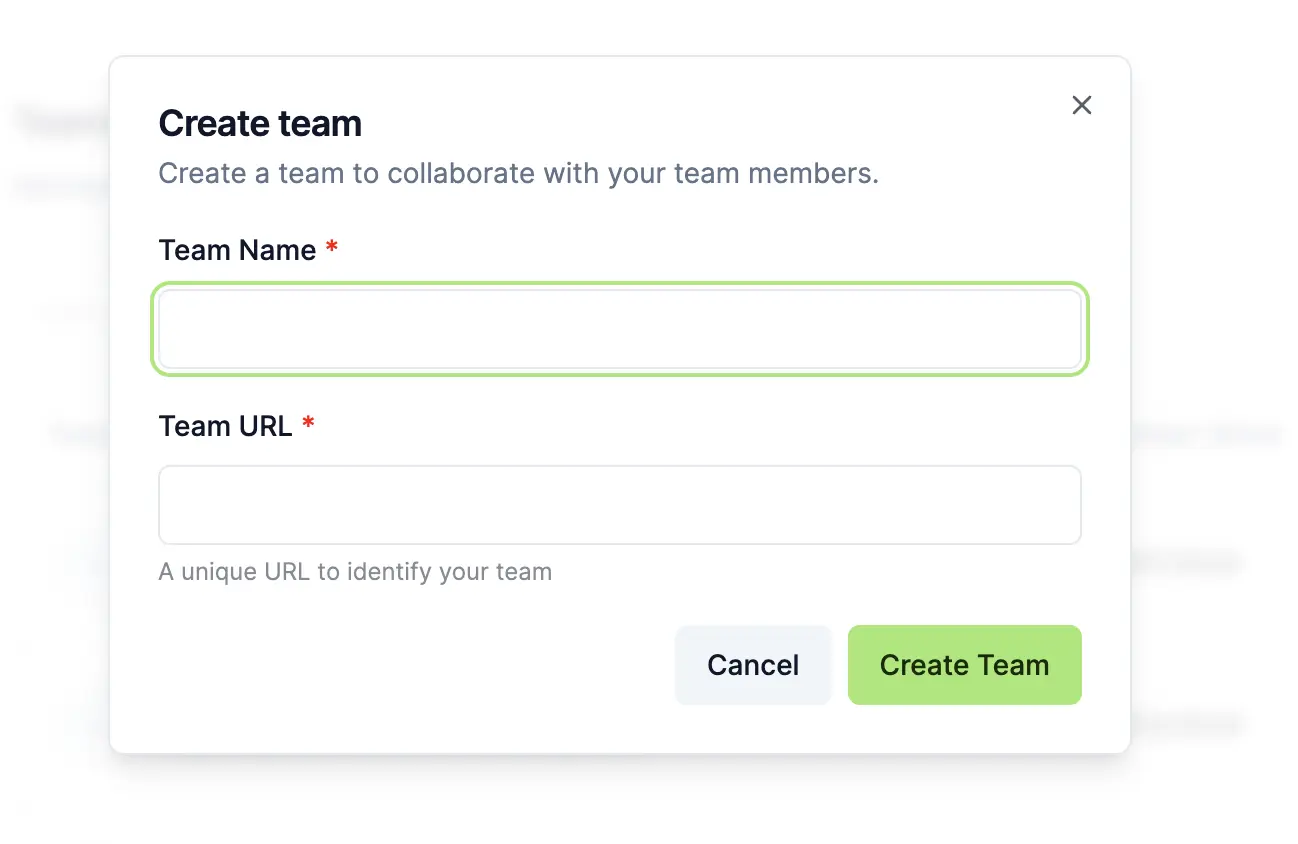 Create team
Create a team to collaborate with your team members.
Team Name *
Team URL *
A unique URL to identify your team
Cancel
Create Team